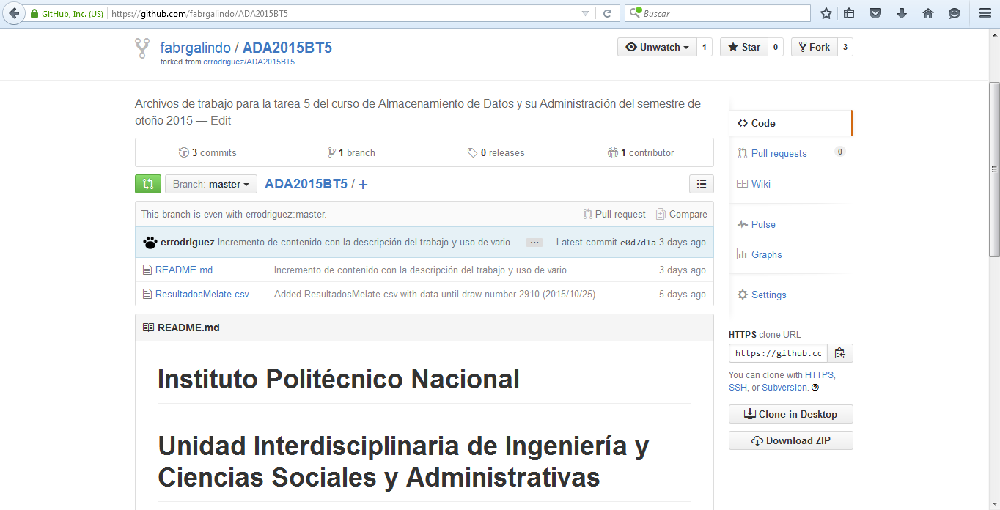 GitHub, Inc. (US) https://github.com/fabrgalindo/ADA2015BT5 Buscar
fabrgalindo / ADA2015BT5
forked from errodriguez/ADA2015BT5
Unwatch 1 Star 0 Fork 3
Archivos de trabajo para la tarea 5 del curso de Almacenamiento de Datos y su Administración del semestre de
otoño 2015 — Edit
3 commits 1 branch 0 releases 1 contributor
Branch: master ADA2015BT5 / +
This branch is even with errodriguez:master. Pull request Compare
errodriguez Incremento de contenido con la descripción del trabajo y uso de vario… … Latest commit e0d7d1a 3 days ago
README.md Incremento de contenido con la descripción del trabajo y uso de vario… 3 days ago
ResultadosMelate.csv Added ResultadosMelate.csv with data until draw number 2910 (2015/10/25) 5 days ago
README.md
Instituto Politécnico Nacional
Unidad Interdisciplinaria de Ingeniería y
Ciencias Sociales y Administrativas
Code
Pull requests 0
Wiki
Pulse
Graphs
Settings
HTTPS clone URL
https://github.cc
You can clone with HTTPS,
SSH, or Subversion.
Clone in Desktop
Download ZIP